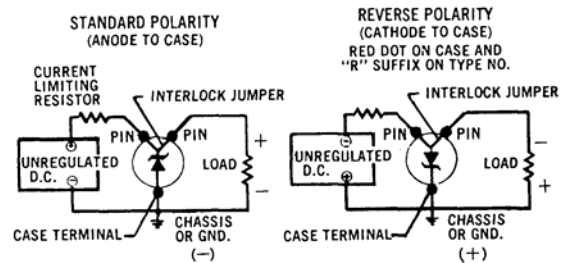 STANDARD POLARITY
(ANODE TO CASE)
CURRENT
LIMITING
RESISTOR
INTERLOCK JUMPER
PIN
PIN
+
UNREGULATED
D.C.
LOAD
−
CASE TERMINAL
CHASSIS
OR GND.
(−)
REVERSE POLARITY
(CATHODE TO CASE)
RED DOT ON CASE AND
"R" SUFFIX ON TYPE NO.
PIN
PIN
−
UNREGULATED
D.C.
LOAD
+
CASE TERMINAL
CHASSIS
OR GND.
(+)